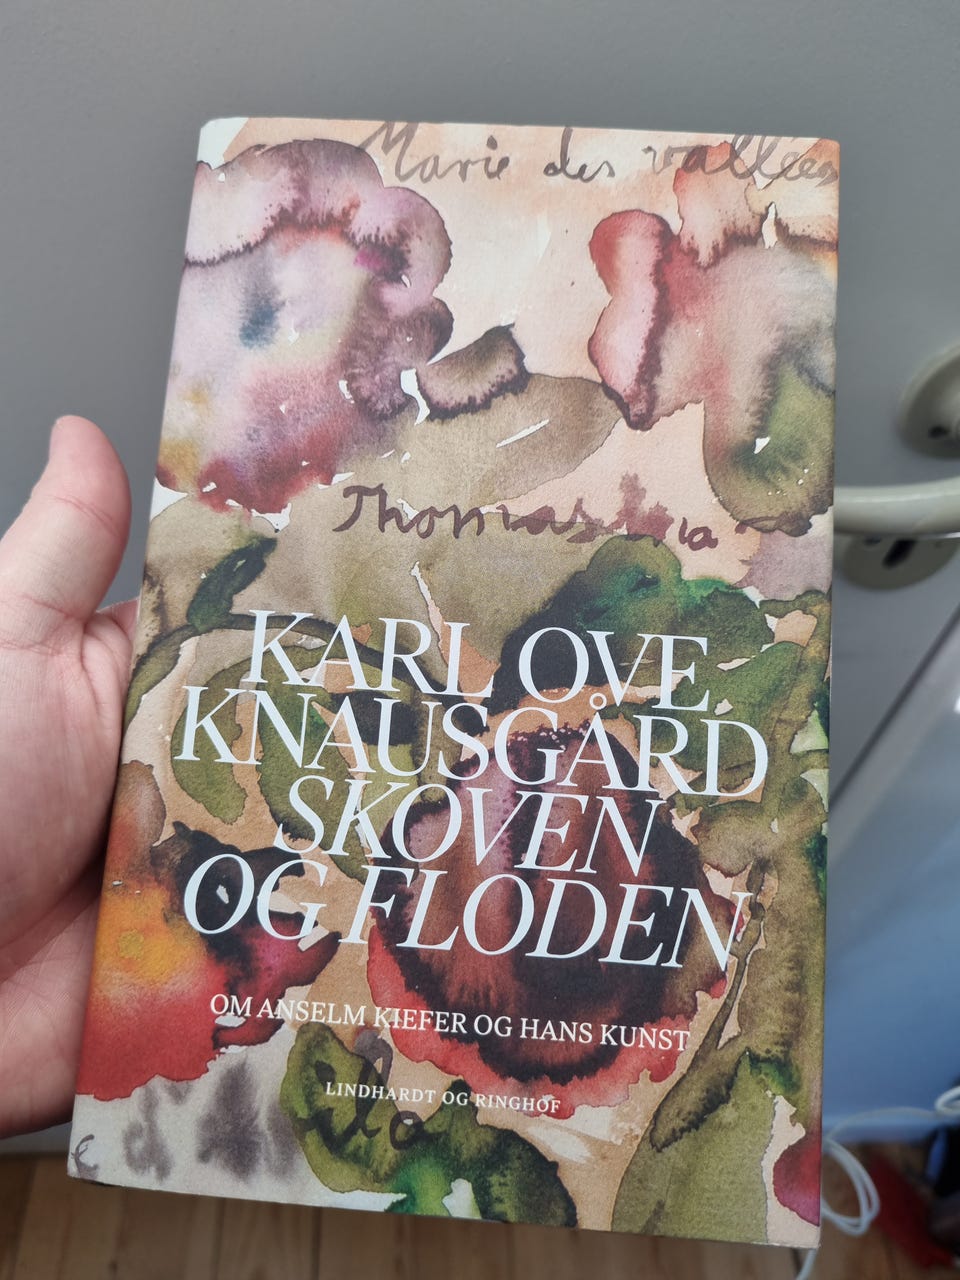 Marie des vallées
Thomas
KARL OVE
KNAUSGÅRD
SKOVEN
OG FLODEN
OM ANSELM KIEFER OG HANS KUNST
LINDHARDT OG RINGHOF